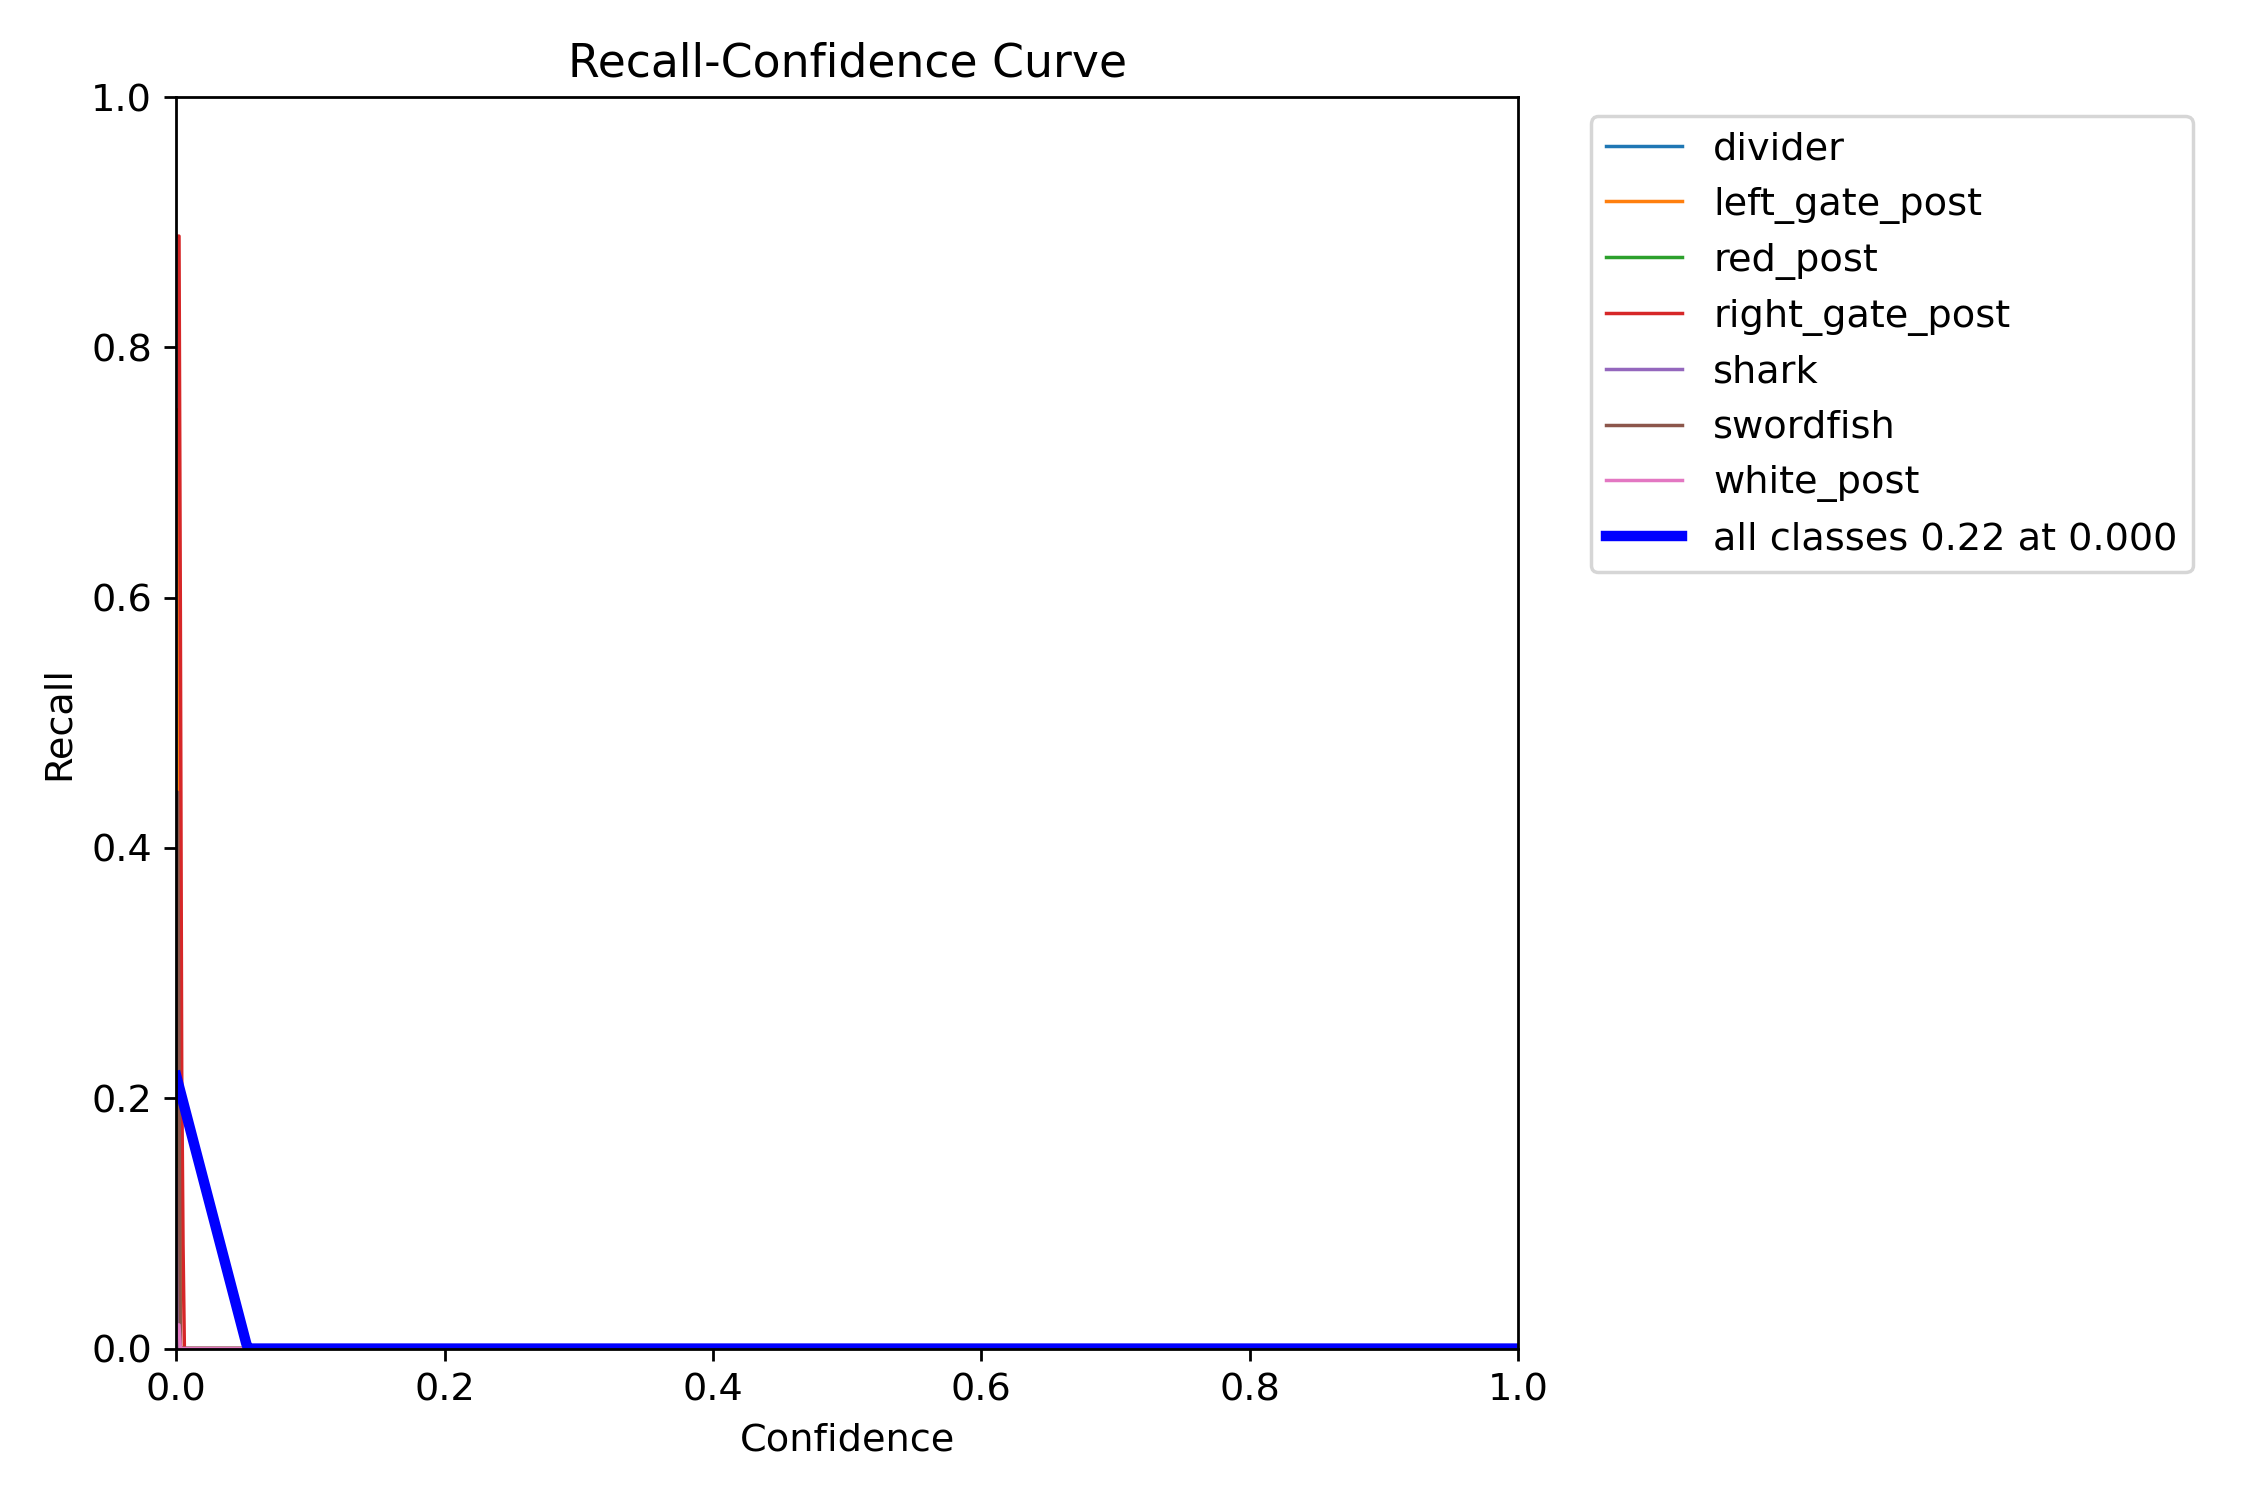 Recall-Confidence Curve
1.0
0.8
0.6
0.4
0.2
0.0
Recall
0.0 0.2 0.4 0.6 0.8 1.0
Confidence
divider
left_gate_post
red_post
right_gate_post
shark
swordfish
white_post
all classes 0.22 at 0.000